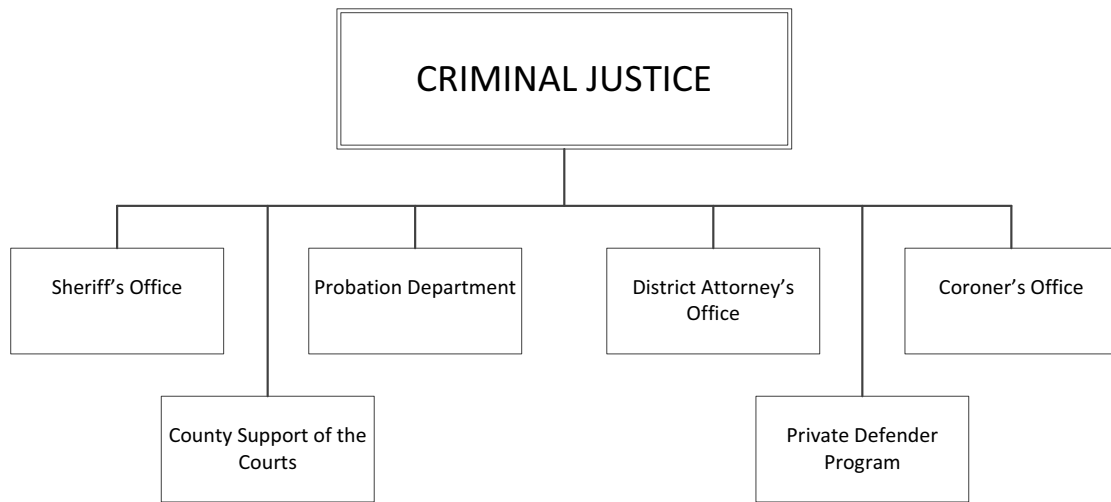 CRIMINAL JUSTICE
Sheriff’s Office
Probation Department
District Attorney’s
Office
Coroner’s Office
County Support of the
Courts
Private Defender
Program